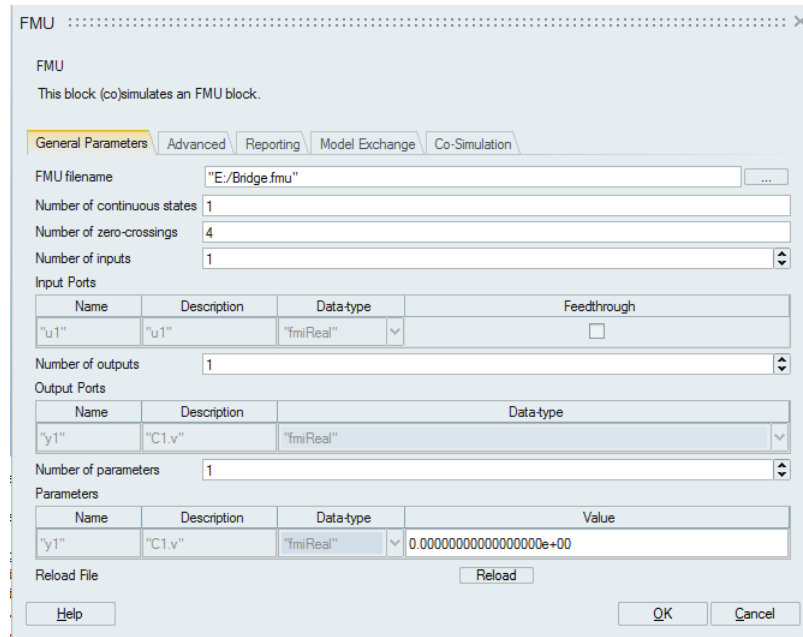 FMU
FMU
This block (co)simulates an FMU block.
General Parameters Advanced Reporting Model Exchange Co-Simulation
FMU filename "E:/Bridge.fmu" ...
Number of continuous states 1
Number of zero-crossings 4
Number of inputs 1
Input Ports
Name Description Data-type Feedthrough
"u1" "u1" "fmiReal"
Number of outputs 1
Output Ports
Name Description Data-type
"y1" "C1.v" "fmiReal"
Number of parameters 1
Parameters
Name Description Data-type Value
"y1" "C1.v" "fmiReal" 0.00000000000000000e+00
Reload File Reload
Help OK Cancel